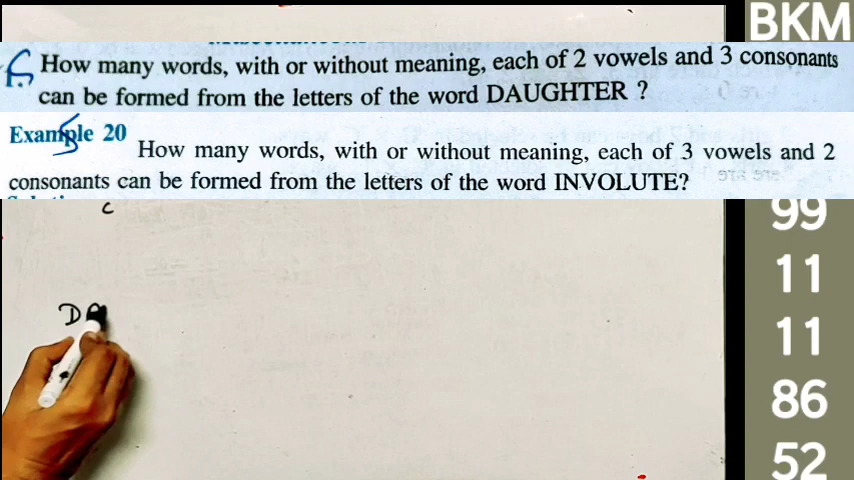 BKM
6. How many words, with or without meaning, each of 2 vowels and 3 consonants
can be formed from the letters of the word DAUGHTER ?
Example 20
How many words, with or without meaning, each of 3 vowels and 2
consonants can be formed from the letters of the word INVOLUTE?
C
D
99
11
11
86
52